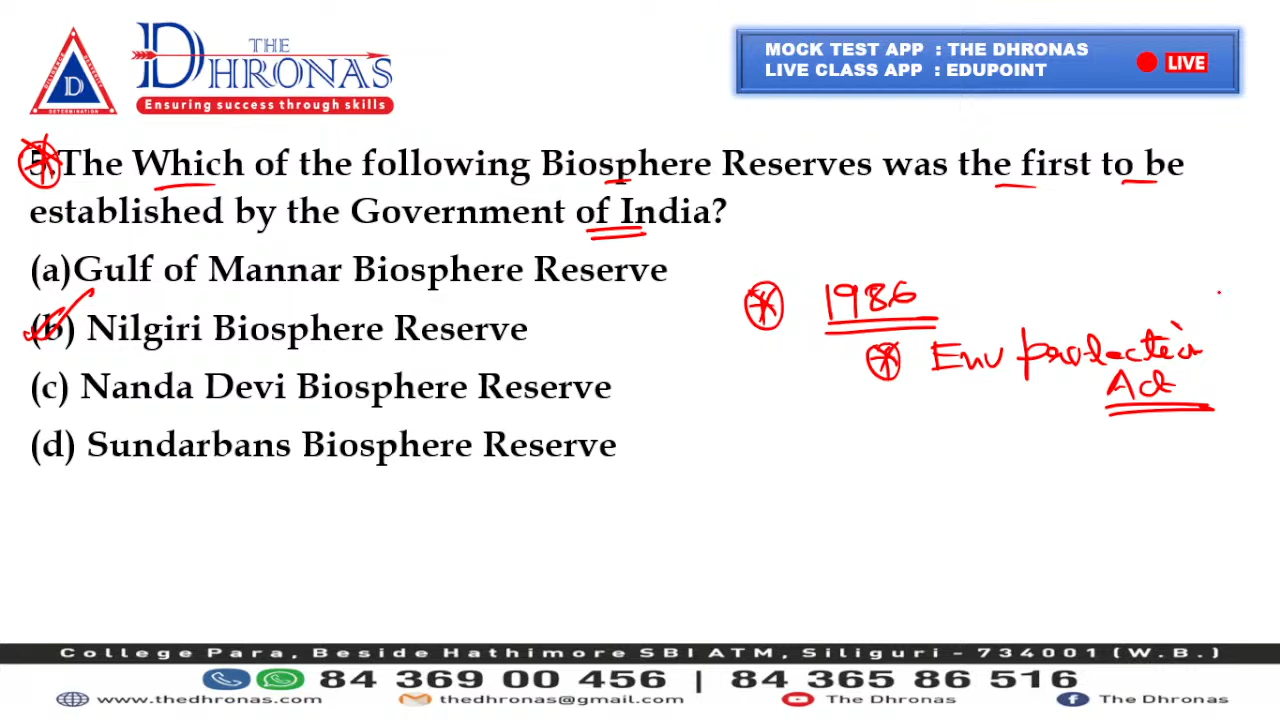 THE
DHRONAS
Ensuring success through skills
D
DETERMINATION
MOCK TEST APP : THE DHRONAS
LIVE CLASS APP : EDUPOINT
LIVE
5. The Which of the following Biosphere Reserves was the first to be
established by the Government of India?
(a)Gulf of Mannar Biosphere Reserve
1986
(b) Nilgiri Biosphere Reserve
Env protection
Act
(c) Nanda Devi Biosphere Reserve
(d) Sundarbans Biosphere Reserve
College Para, Beside Hathimore SBI ATM, Siliguri - 734001 (W.B.)
84 369 00 456 | 84 365 86 516
www.thedhronas.com thedhronas@gmail.com The Dhronas The Dhronas